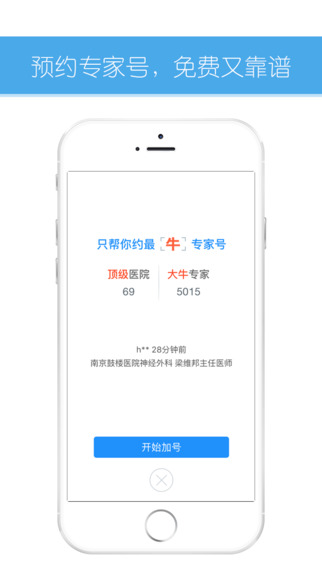 预约专家号，免费又靠谱
只帮你约最 牛 专家号
顶级医院 大牛专家
69 5015
h** 28分钟前
南京鼓楼医院神经外科 梁维邦主任医师
开始加号